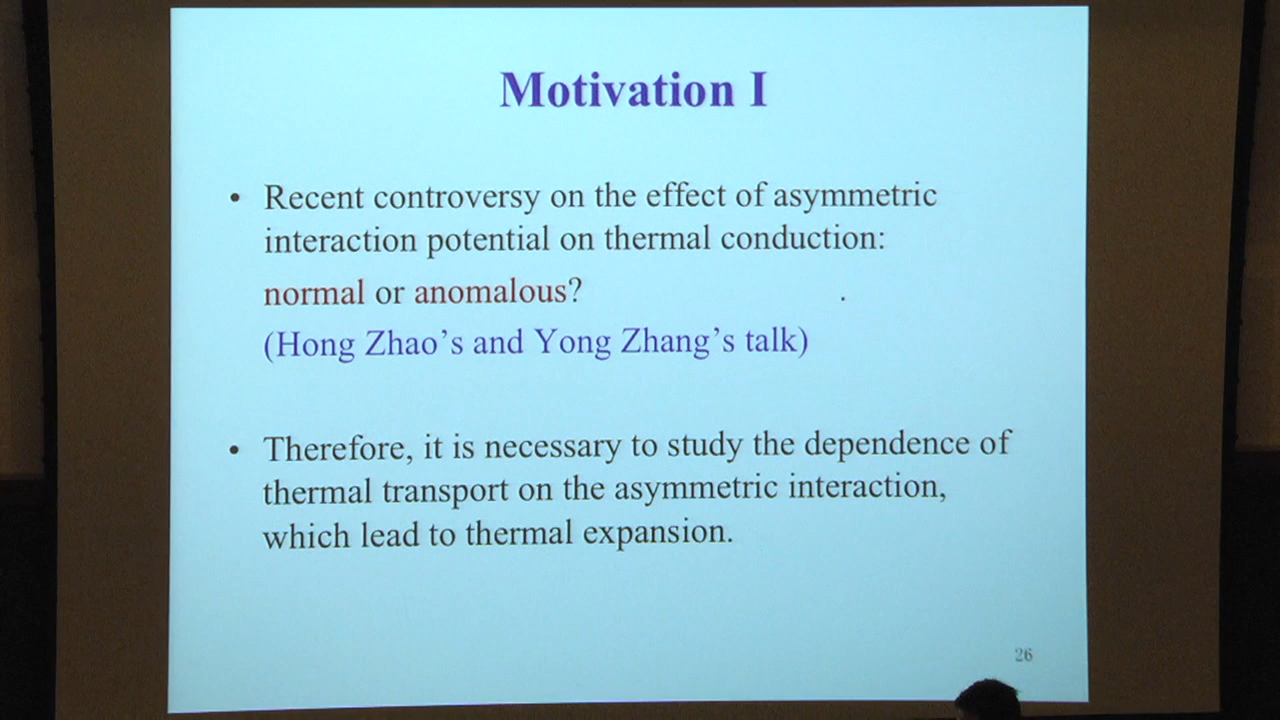 Motivation I
• Recent controversy on the effect of asymmetric
interaction potential on thermal conduction:
normal or anomalous?
(Hong Zhao's and Yong Zhang's talk)
• Therefore, it is necessary to study the dependence of
thermal transport on the asymmetric interaction,
which lead to thermal expansion.
26